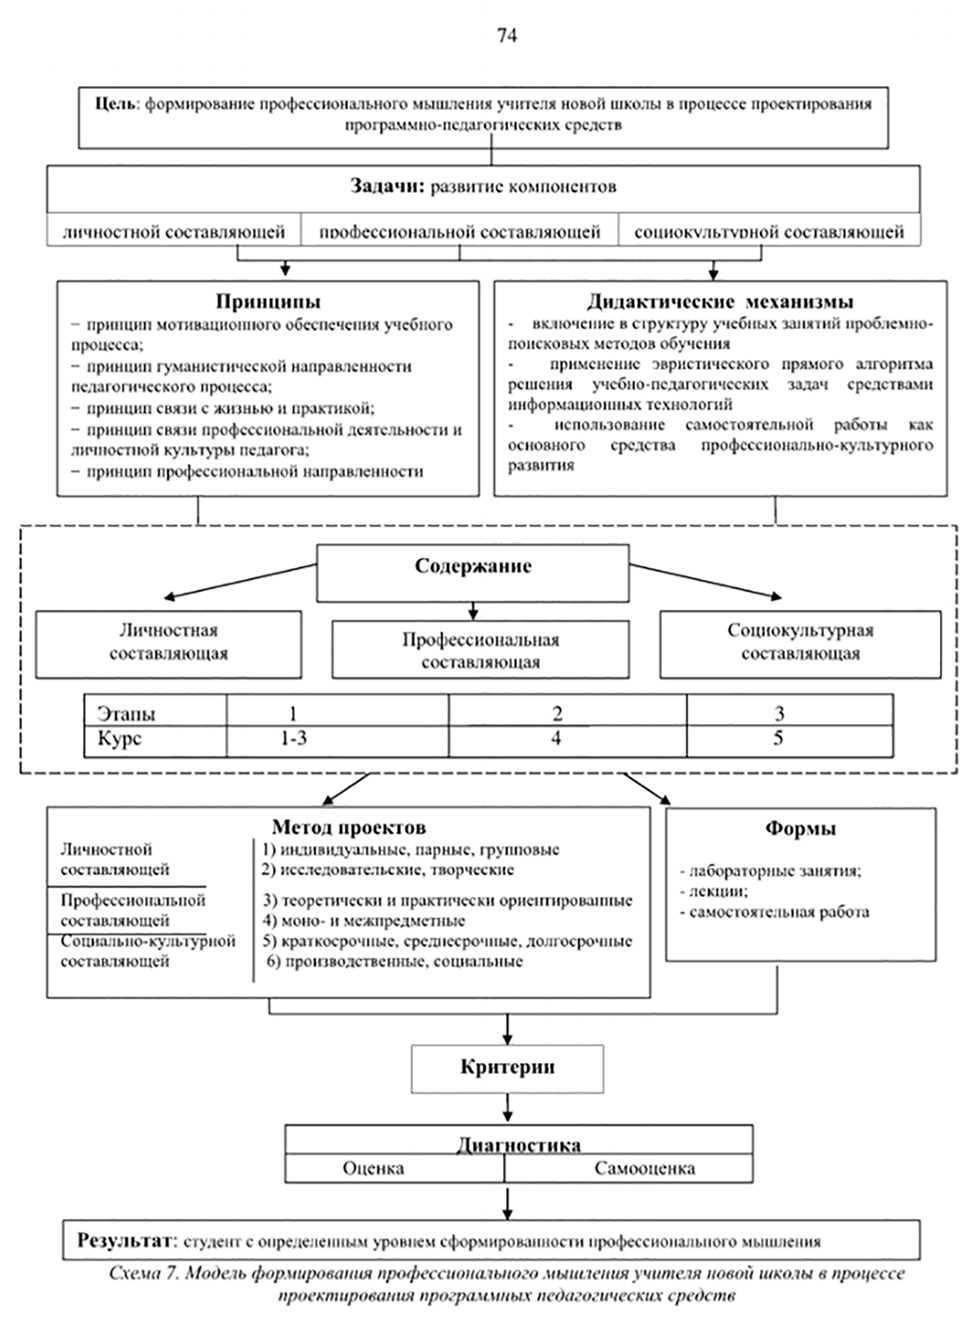 74
Цель: формирование профессионального мышления учителя новой школы в процессе проектирования
программно-педагогических средств
Задачи: развитие компонентов
личностной составляющей
профессиональной составляющей
социокультурной составляющей
Принципы
– принцип мотивационного обеспечения учебного
процесса;
– принцип гуманистической направленности
педагогического процесса;
– принцип связи с жизнью и практикой;
– принцип связи профессиональной деятельности и
личностной культуры педагога;
– принцип профессиональной направленности
Дидактические механизмы
- включение в структуру учебных занятий проблемно-
поисковых методов обучения
- применение эвристического прямого алгоритма
решения учебно-педагогических задач средствами
информационных технологий
- использование самостоятельной работы как
основного средства профессионально-культурного
развития
Содержание
Личностная
составляющая
Профессиональная
составляющая
Социокультурная
составляющая
Этапы 1 2 3
Курс 1-3 4 5
Метод проектов
Личностной
составляющей
Профессиональной
составляющей
Социально-культурной
составляющей
1) индивидуальные, парные, групповые
2) исследовательские, творческие
3) теоретически и практически ориентированные
4) моно- и межпредметные
5) краткосрочные, среднесрочные, долгосрочные
6) производственные, социальные
Формы
- лабораторные занятия;
- лекции;
- самостоятельная работа
Критерии
Диагностика
Оценка
Самооценка
Результат: студент с определенным уровнем сформированности профессионального мышления
Схема 7. Модель формирования профессионального мышления учителя новой школы в процессе
проектирования программных педагогических средств